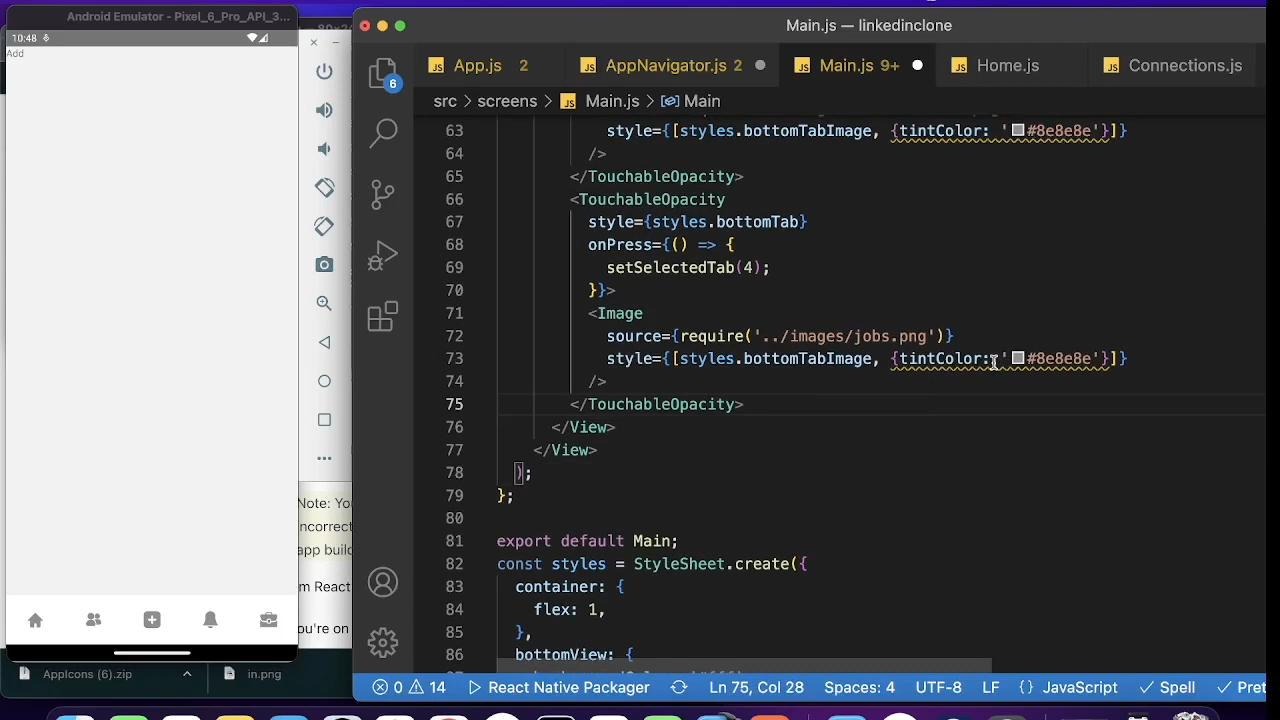 Android Emulator - Pixel_6_Pro_API_3...
10:48
Add
Note: You
incorrect
app build
m React
ou're on
AppIcons (6).zip
in.png
Main.js — linkedinclone
App.js 2
AppNavigator.js 2
Main.js 9+
Home.js
Connections.js
6
src > screens > Main.js > Main
63 style={[styles.bottomTabImage, {tintColor: '#8e8e8e'}]}
64 />
65 </TouchableOpacity>
66 <TouchableOpacity
67 style={styles.bottomTab}
68 onPress={() => {
69 setSelectedTab(4);
70 }}>
71 <Image
72 source={require('../images/jobs.png')}
73 style={[styles.bottomTabImage, {tintColor: '#8e8e8e'}]}
74 />
75 </TouchableOpacity>
76 </View>
77 </View>
78 );
79 };
80
81 export default Main;
82 const styles = StyleSheet.create({
83 container: {
84 flex: 1,
85 },
86 bottomView: {
0 14 React Native Packager Ln 75, Col 28 Spaces: 4 UTF-8 LF {} JavaScript Spell Pret